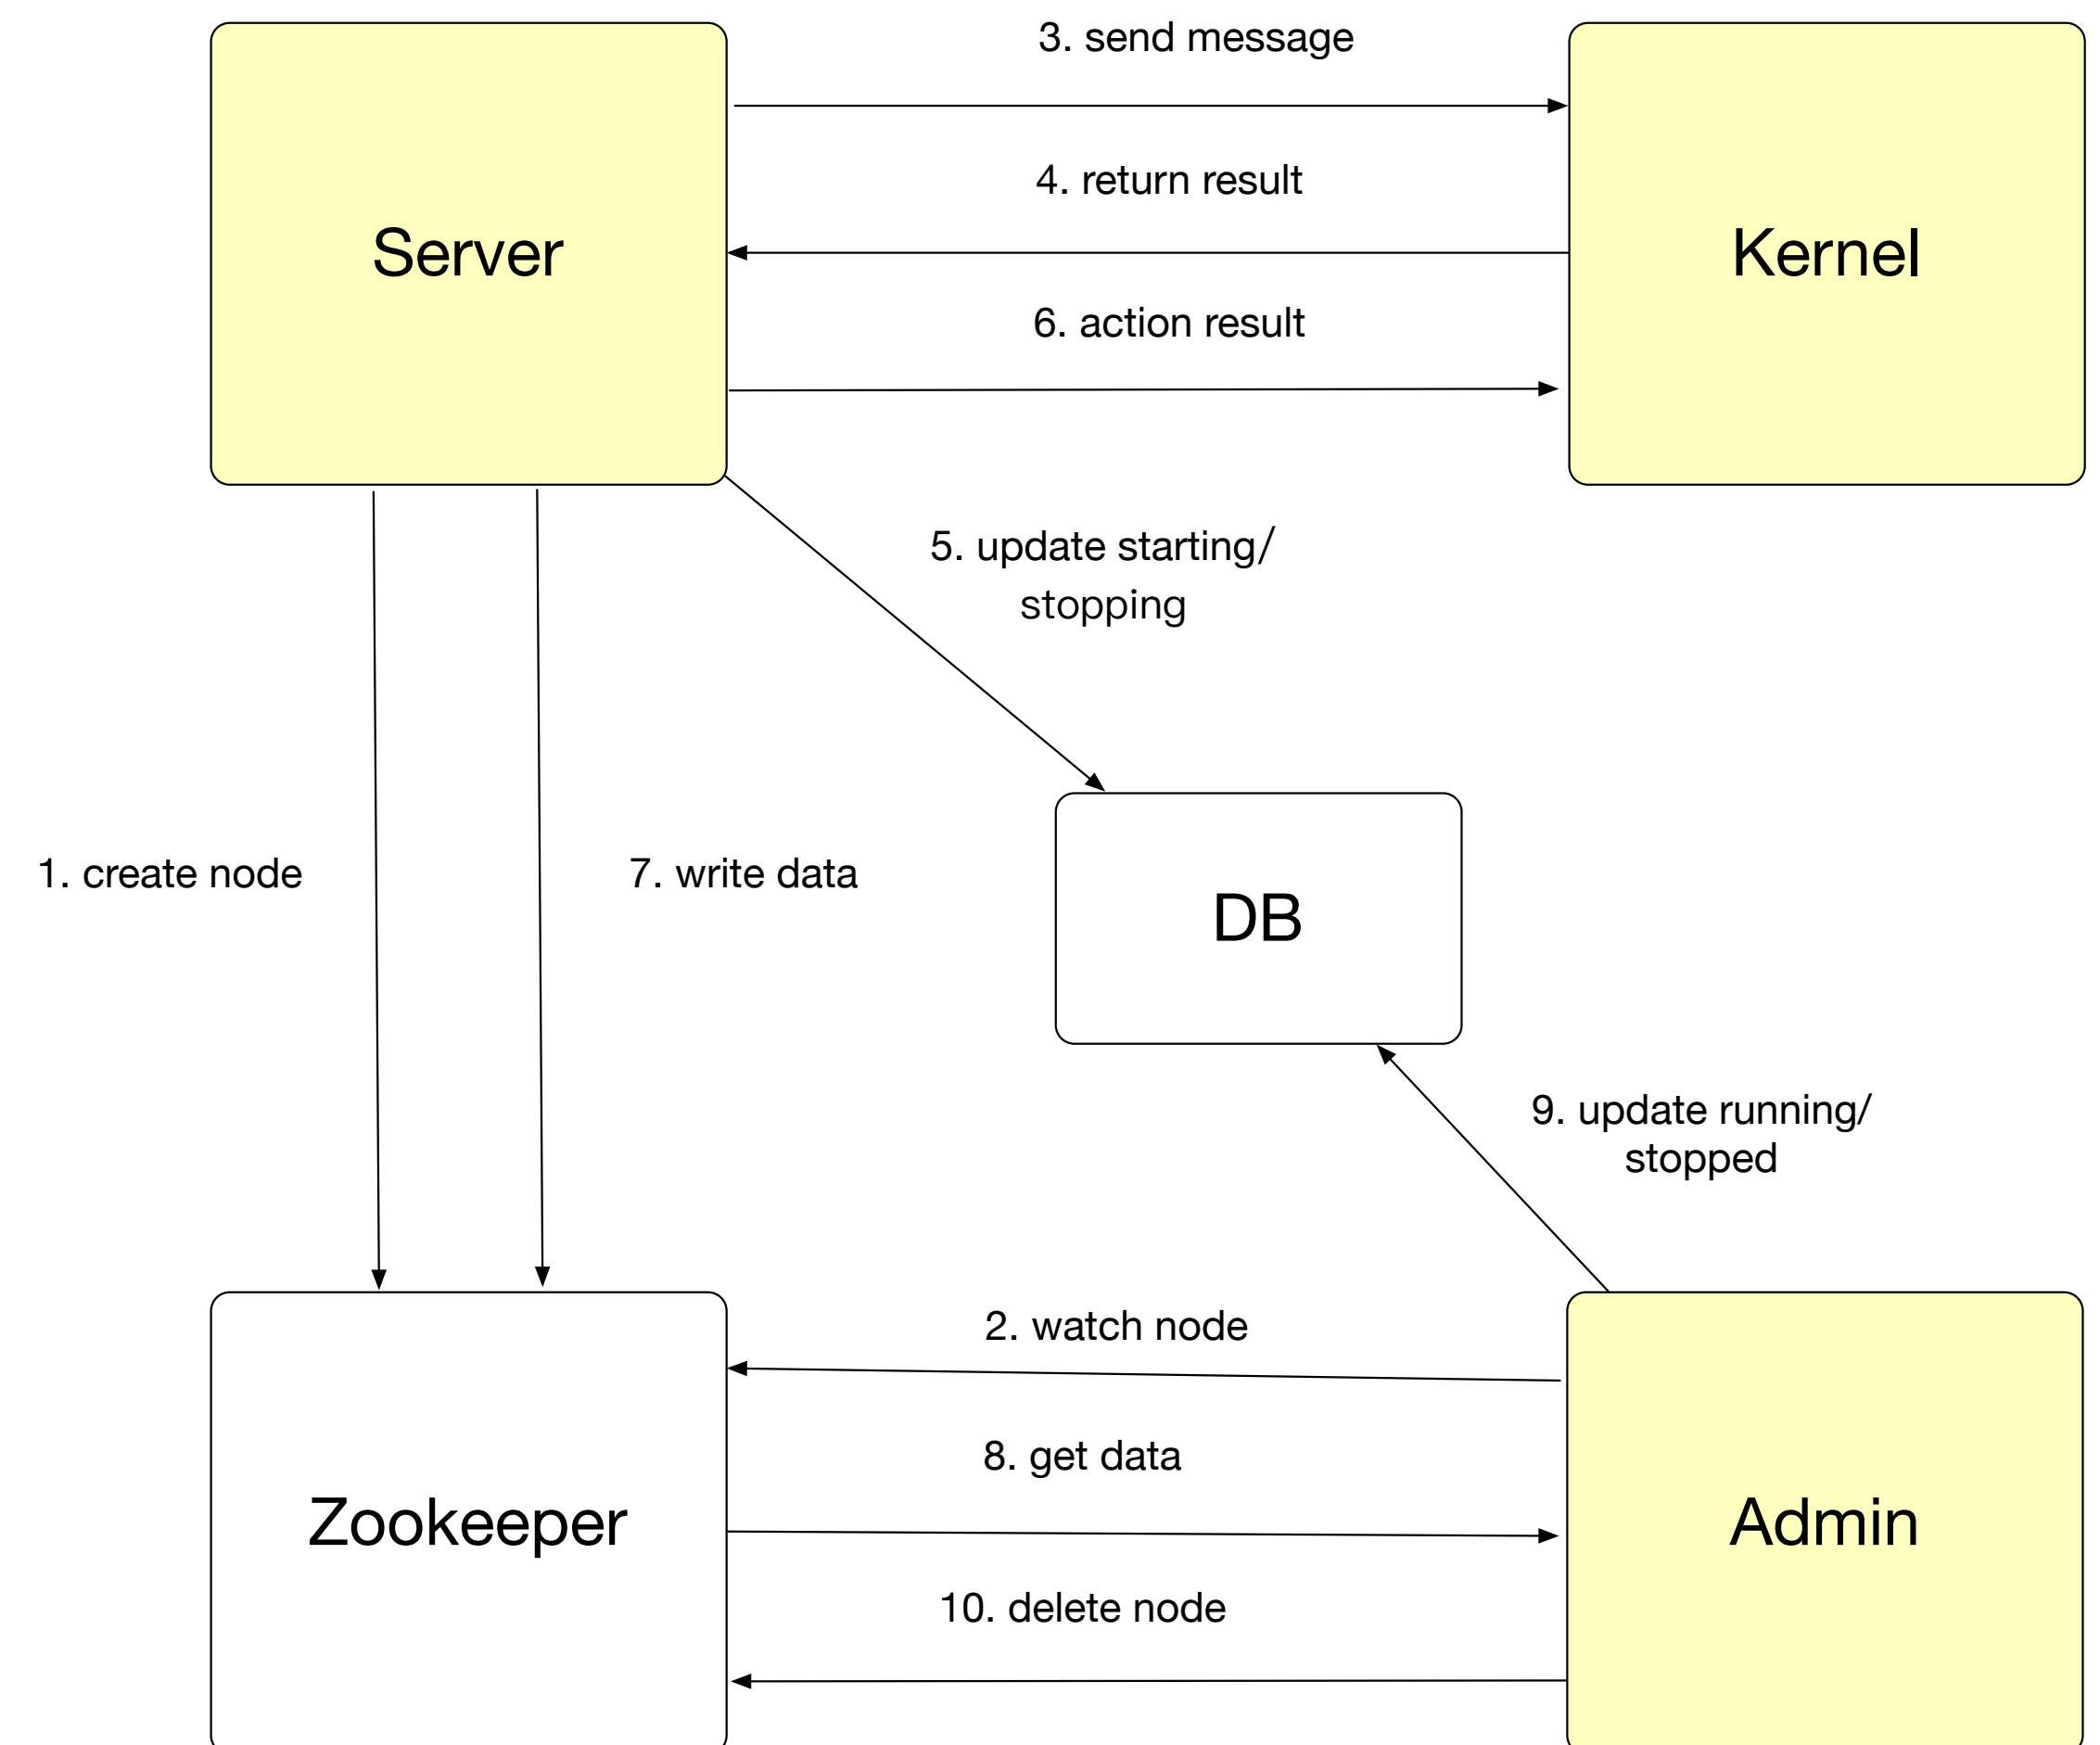 3. send message
4. return result
Server
Kernel
6. action result
5. update starting/
stopping
1. create node
7. write data
DB
9. update running/
stopped
2. watch node
8. get data
Zookeeper
Admin
10. delete node